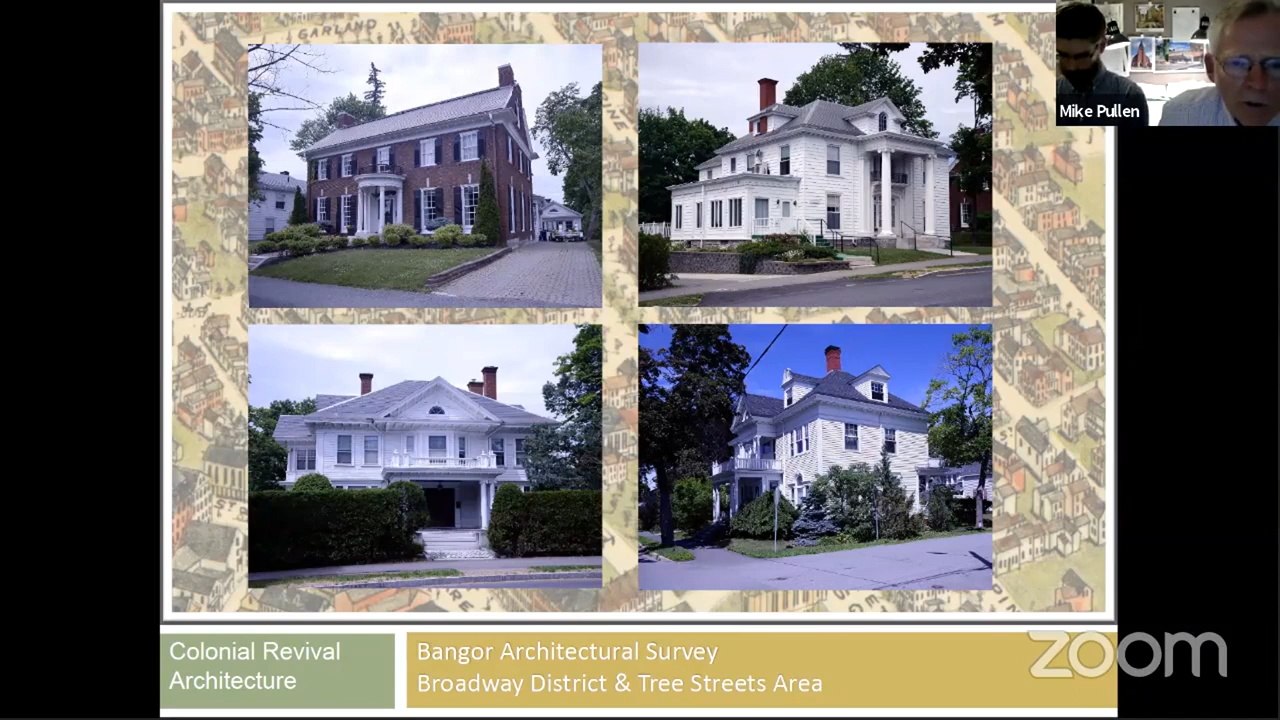 GARLAND
Mike Pullen
Colonial Revival
Architecture
Bangor Architectural Survey
Broadway District & Tree Streets Area
zoom